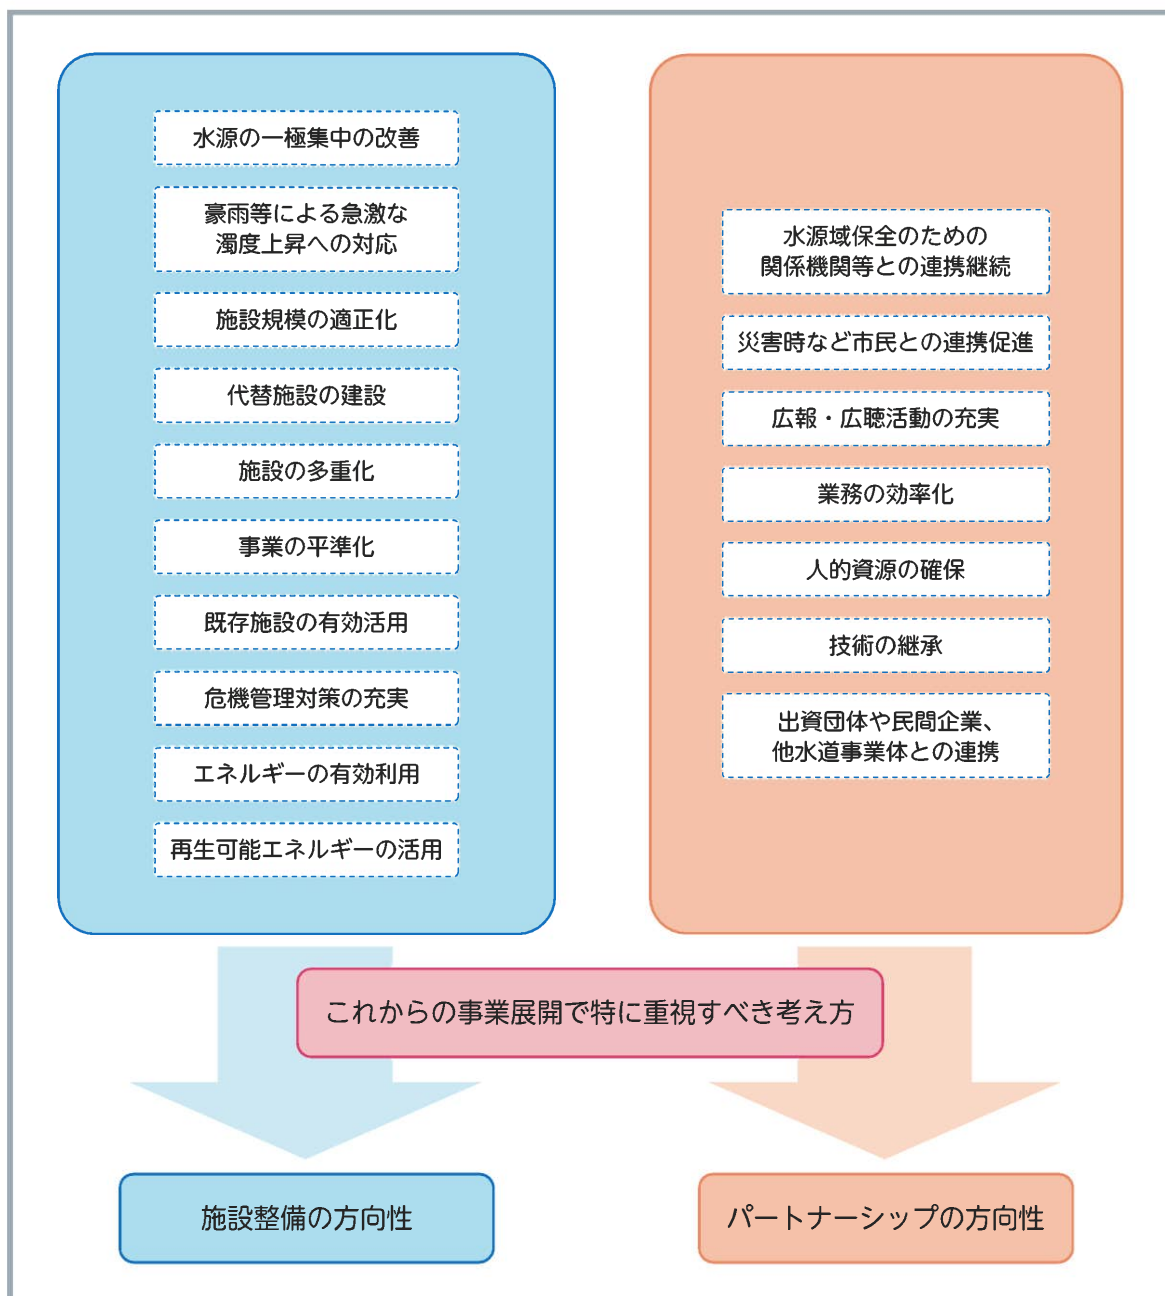 水源の一極集中の改善
豪雨等による急激な
濁度上昇への対応
施設規模の適正化
代替施設の建設
施設の多重化
事業の平準化
既存施設の有効活用
危機管理対策の充実
エネルギーの有効利用
再生可能エネルギーの活用
水源域保全のための
関係機関等との連携継続
災害時など市民との連携促進
広報・広聴活動の充実
業務の効率化
人的資源の確保
技術の継承
出資団体や民間企業、
他水道事業体との連携
これからの事業展開で特に重視すべき考え方
施設整備の方向性
パートナーシップの方向性